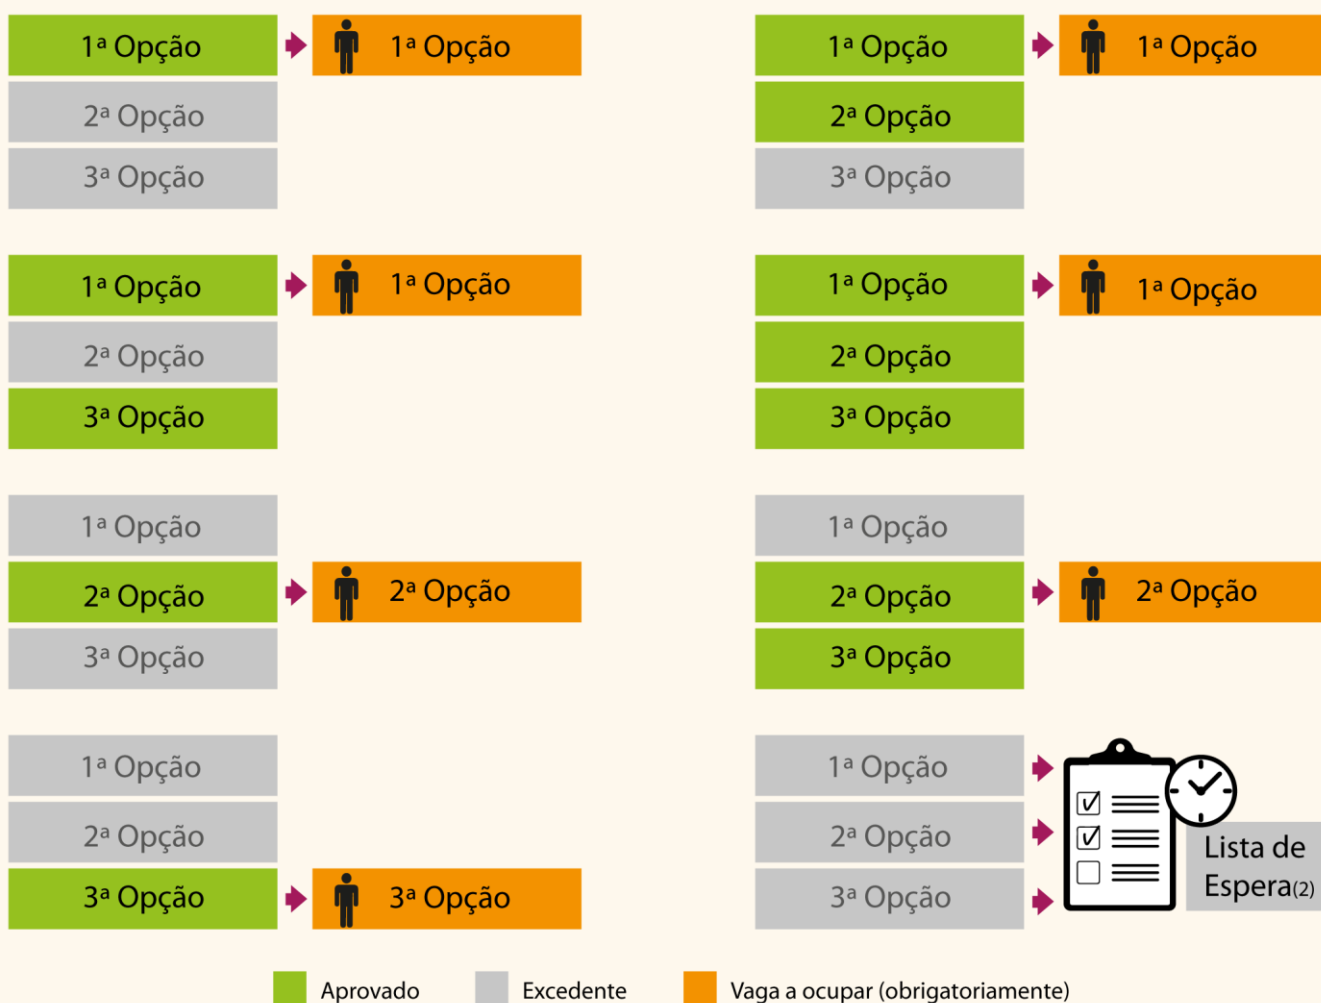 1ª Opção
1ª Opção
2ª Opção
3ª Opção
1ª Opção
1ª Opção
2ª Opção
3ª Opção
1ª Opção
1ª Opção
2ª Opção
3ª Opção
1ª Opção
1ª Opção
2ª Opção
3ª Opção
1ª Opção
2ª Opção
2ª Opção
3ª Opção
1ª Opção
2ª Opção
2ª Opção
3ª Opção
1ª Opção
2ª Opção
3ª Opção
3ª Opção
1ª Opção
2ª Opção
3ª Opção
Lista de
Espera(2)
Aprovado
Excedente
Vaga a ocupar (obrigatoriamente)